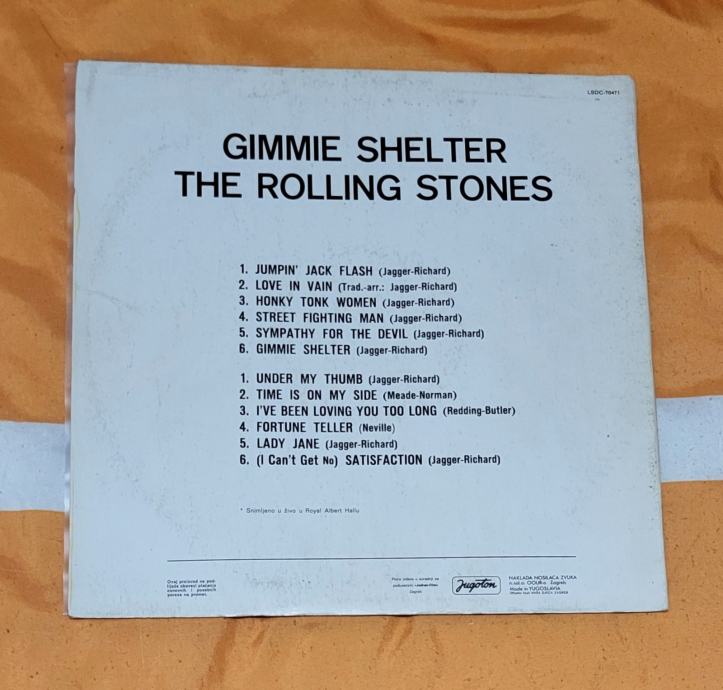 LSDC-70471
GIMMIE SHELTER
THE ROLLING STONES
1. JUMPIN' JACK FLASH (Jagger-Richard)
2. LOVE IN VAIN (Trad.-arr.: Jagger-Richard)
3. HONKY TONK WOMEN (Jagger-Richard)
4. STREET FIGHTING MAN (Jagger-Richard)
5. SYMPATHY FOR THE DEVIL (Jagger-Richard)
6. GIMMIE SHELTER (Jagger-Richard)
1. UNDER MY THUMB (Jagger-Richard)
2. TIME IS ON MY SIDE (Meade-Norman)
3. I'VE BEEN LOVING YOU TOO LONG (Redding-Butler)
4. FORTUNE TELLER (Neville)
5. LADY JANE (Jagger-Richard)
6. (I Can't Get No) SATISFACTION (Jagger-Richard)
* Snimljeno u živo u Royal Albert Hallu
Zagreb
Jugoton
NAKLADA NOSILACA ZVUKA
Zagreb
Made in YUGOSLAVIA